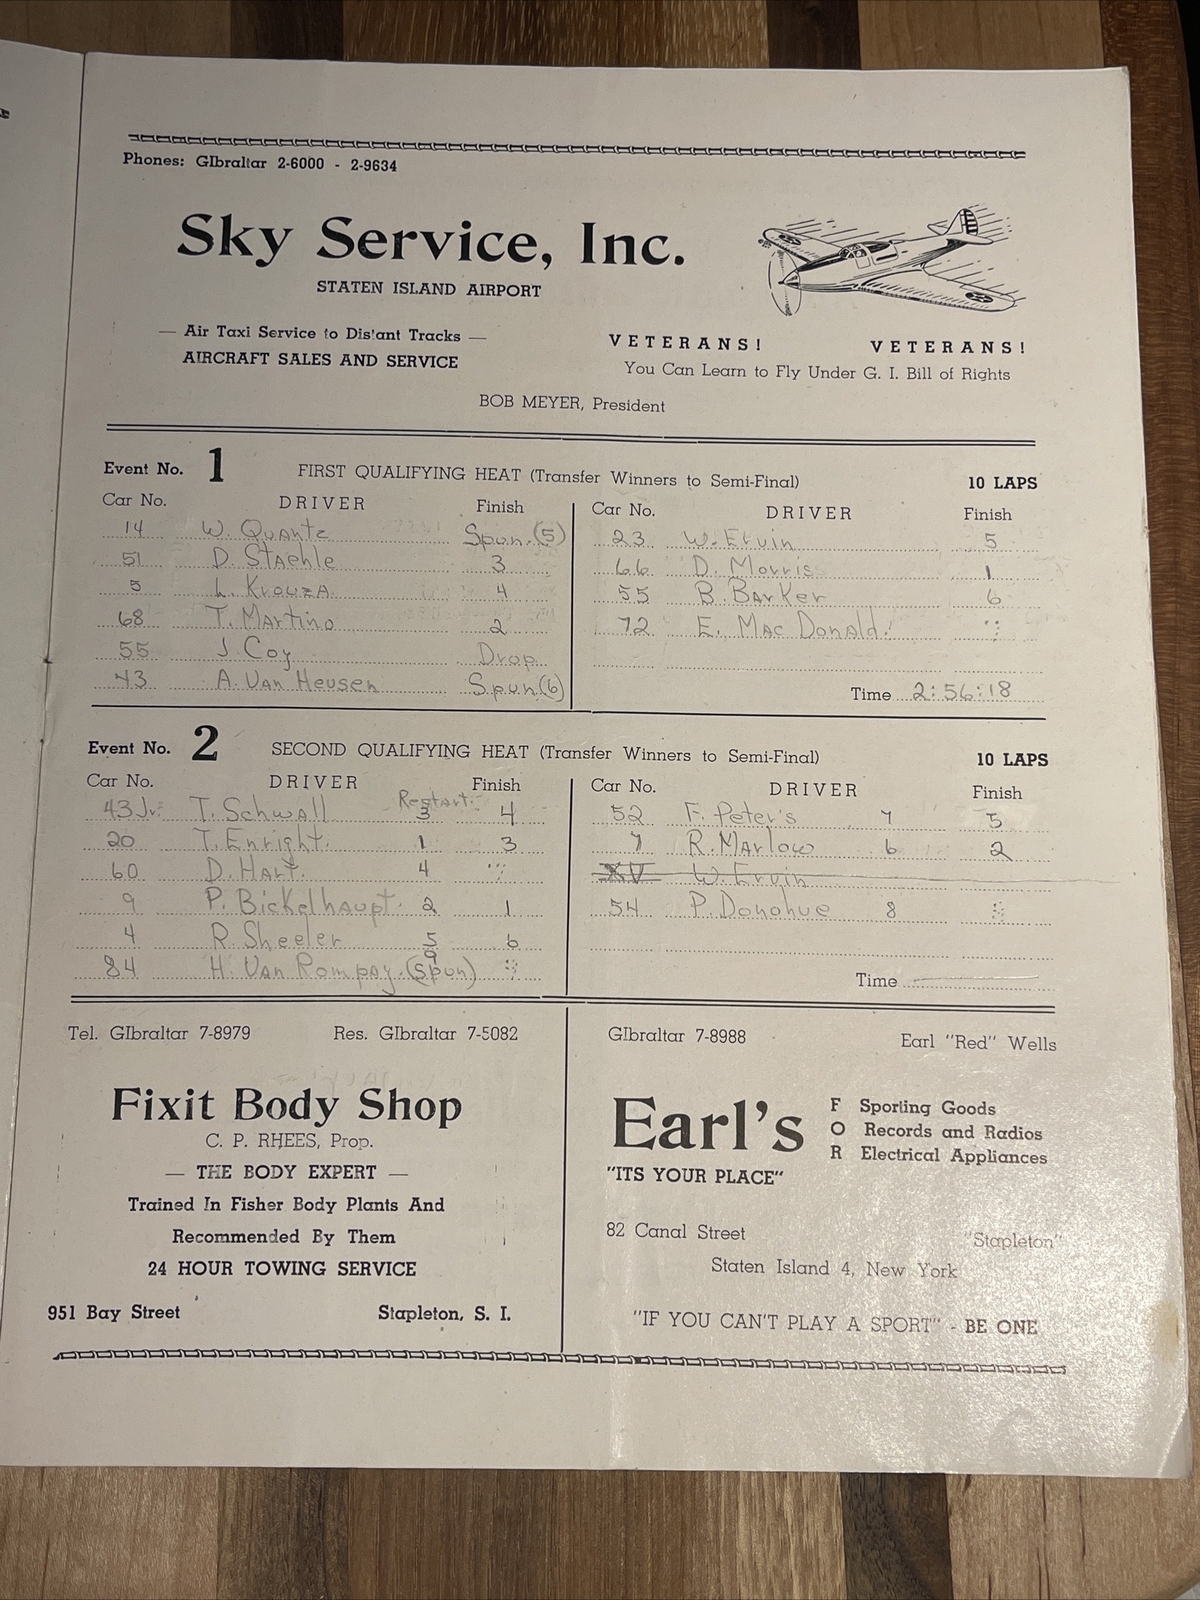 Phones: GIbraltar 2-6000 - 2-9634
Sky Service, Inc.
STATEN ISLAND AIRPORT
— Air Taxi Service to Distant Tracks —
AIRCRAFT SALES AND SERVICE
VETERANS! VETERANS!
You Can Learn to Fly Under G. I. Bill of Rights
BOB MEYER, President
Event No. 1 FIRST QUALIFYING HEAT (Transfer Winners to Semi-Final) 10 LAPS
Car No. DRIVER Finish
14 W. Quante Spun (5)
51 D. Staehle 3
5 L. Krouza 4
68 T. Martino 2
55 J. Coy Drop
43 A. Van Heusen Spun (6)
Car No. DRIVER Finish
23 W. Ervin 5
66 D. Morris 1
55 B. Barker 6
72 E. Mac Donald.
Time 2:56:18
Event No. 2 SECOND QUALIFYING HEAT (Transfer Winners to Semi-Final) 10 LAPS
Car No. DRIVER Finish
Restart
43 Jr. T. Schwall 3 4
20 T. Enright 1 3
60 D. Hart 4
9 P. Bickelhaupt 2 1
4 R. Sheeler 5 6
84 H. Van Rompay (spun) 9
Car No. DRIVER Finish
52 F. Peter's 7 5
7 R. Marlow 6 2
XV W. Ervin
54 P. Donohue 8
Time
Tel. GIbraltar 7-8979 Res. GIbraltar 7-5082
Fixit Body Shop
C. P. RHEES, Prop.
— THE BODY EXPERT —
Trained In Fisher Body Plants And
Recommended By Them
24 HOUR TOWING SERVICE
951 Bay Street Stapleton, S. I.
GIbraltar 7-8988 Earl "Red" Wells
Earl's
"ITS YOUR PLACE"
FOR
Sporting Goods
Records and Radios
Electrical Appliances
82 Canal Street "Stapleton"
Staten Island 4, New York
"IF YOU CAN'T PLAY A SPORT" - BE ONE